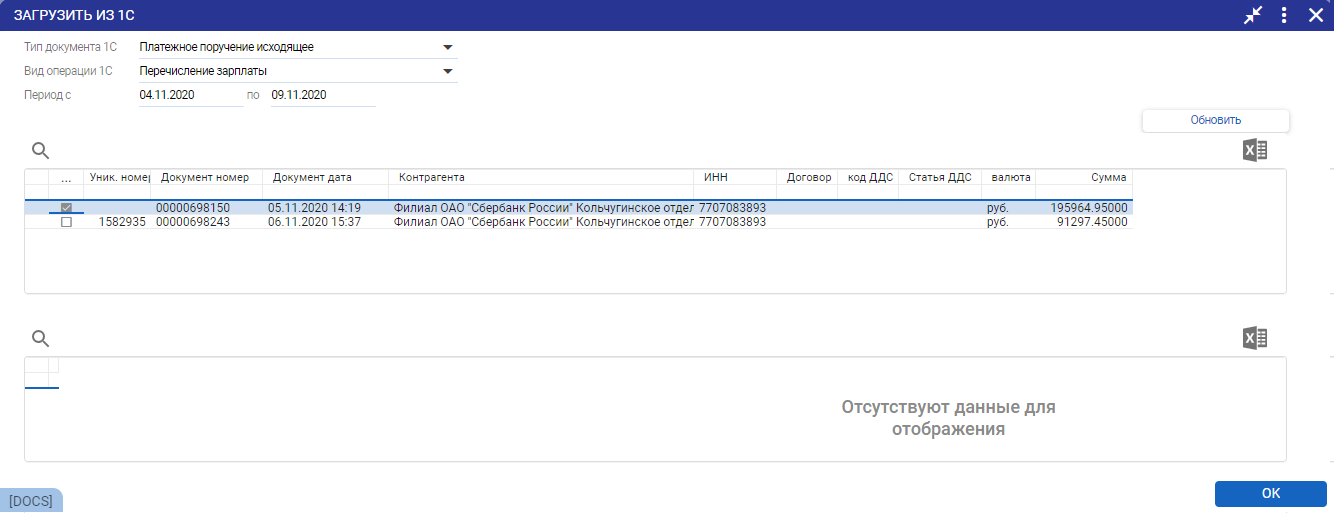 ЗАГРУЗИТЬ ИЗ 1С
Тип документа 1С Платежное поручение исходящее
Вид операции 1С Перечисление зарплаты
Период с 04.11.2020 по 09.11.2020
Обновить
... Уник. номер Документ номер Документ дата Контрагента ИНН Договор код ДДС Статья ДДС валюта Сумма
00000698150 05.11.2020 14:19 Филиал ОАО "Сбербанк России" Кольчугинское отдел 7707083893 руб. 195964.95000
1582935 00000698243 06.11.2020 15:37 Филиал ОАО "Сбербанк России" Кольчугинское отдел 7707083893 руб. 91297.45000
Отсутствуют данные для
отображения
[DOCS]
OK